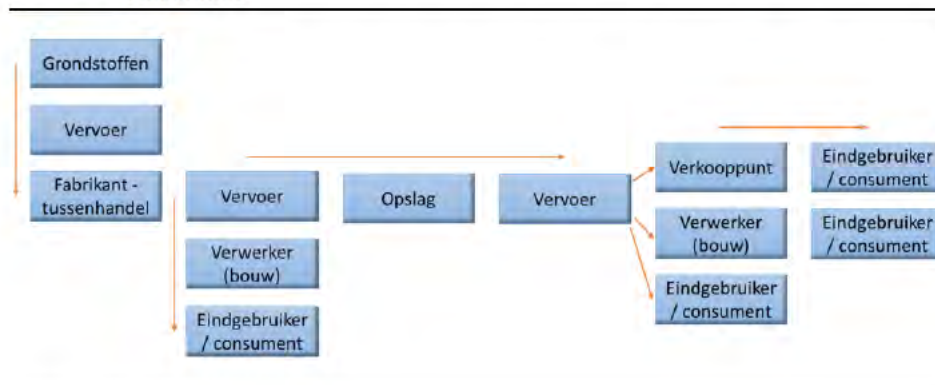 Grondstoffen
Vervoer
Fabrikant -
tussenhandel
Vervoer
Verwerker
(bouw)
Eindgebruiker
/ consument
Opslag
Vervoer
Verkooppunt
Verwerker
(bouw)
Eindgebruiker
/ consument
Eindgebruiker
/ consument
Eindgebruiker
/ consument